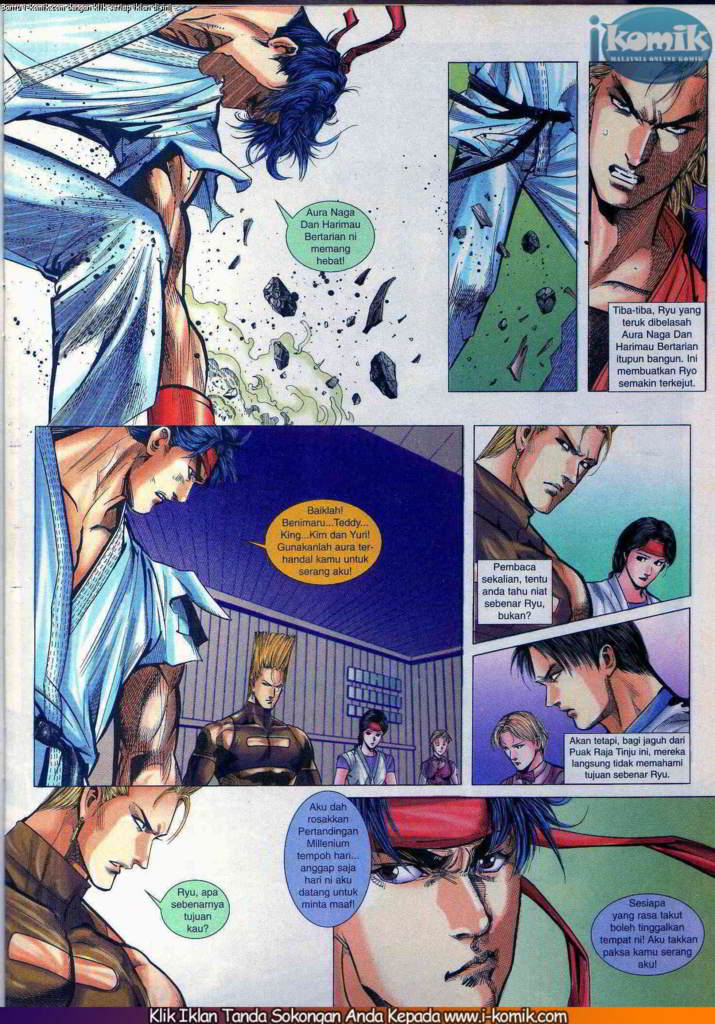 ikomik
MALAYSIA ONLINE KOMIK
Aura Naga
Dan Harimau
Bertarian ni
memang
hebat!
Tiba-tiba, Ryu yang
teruk dibelasah
Aura Naga Dan
Harimau Bertarian
itupun bangun. Ini
membuatkan Ryo
semakin terkejut.
Baiklah!
Benimaru...Teddy...
King...Kim dan Yuri!
Gunakanlah aura ter-
handal kamu untuk
serang aku!
Pembaca
sekalian, tentu
anda tahu niat
sebenar Ryu,
bukan?
Akan tetapi, bagi jaguh dari
Puak Raja Tinju ini, mereka
langsung tidak memahami
tujuan sebenar Ryu.
Ryu, apa
sebenarnya
tujuan
kau?
Aku dah
rosakkan
Pertandingan
Millenium
tempoh hari...
anggap saja
hari ni aku
datang untuk
minta maaf!
Sesiapa
yang rasa takut
boleh tinggalkan
tempat ni! Aku takkan
paksa kamu serang
aku!
Klik Iklan Tanda Sokongan Anda Kepada www.i-komik.com